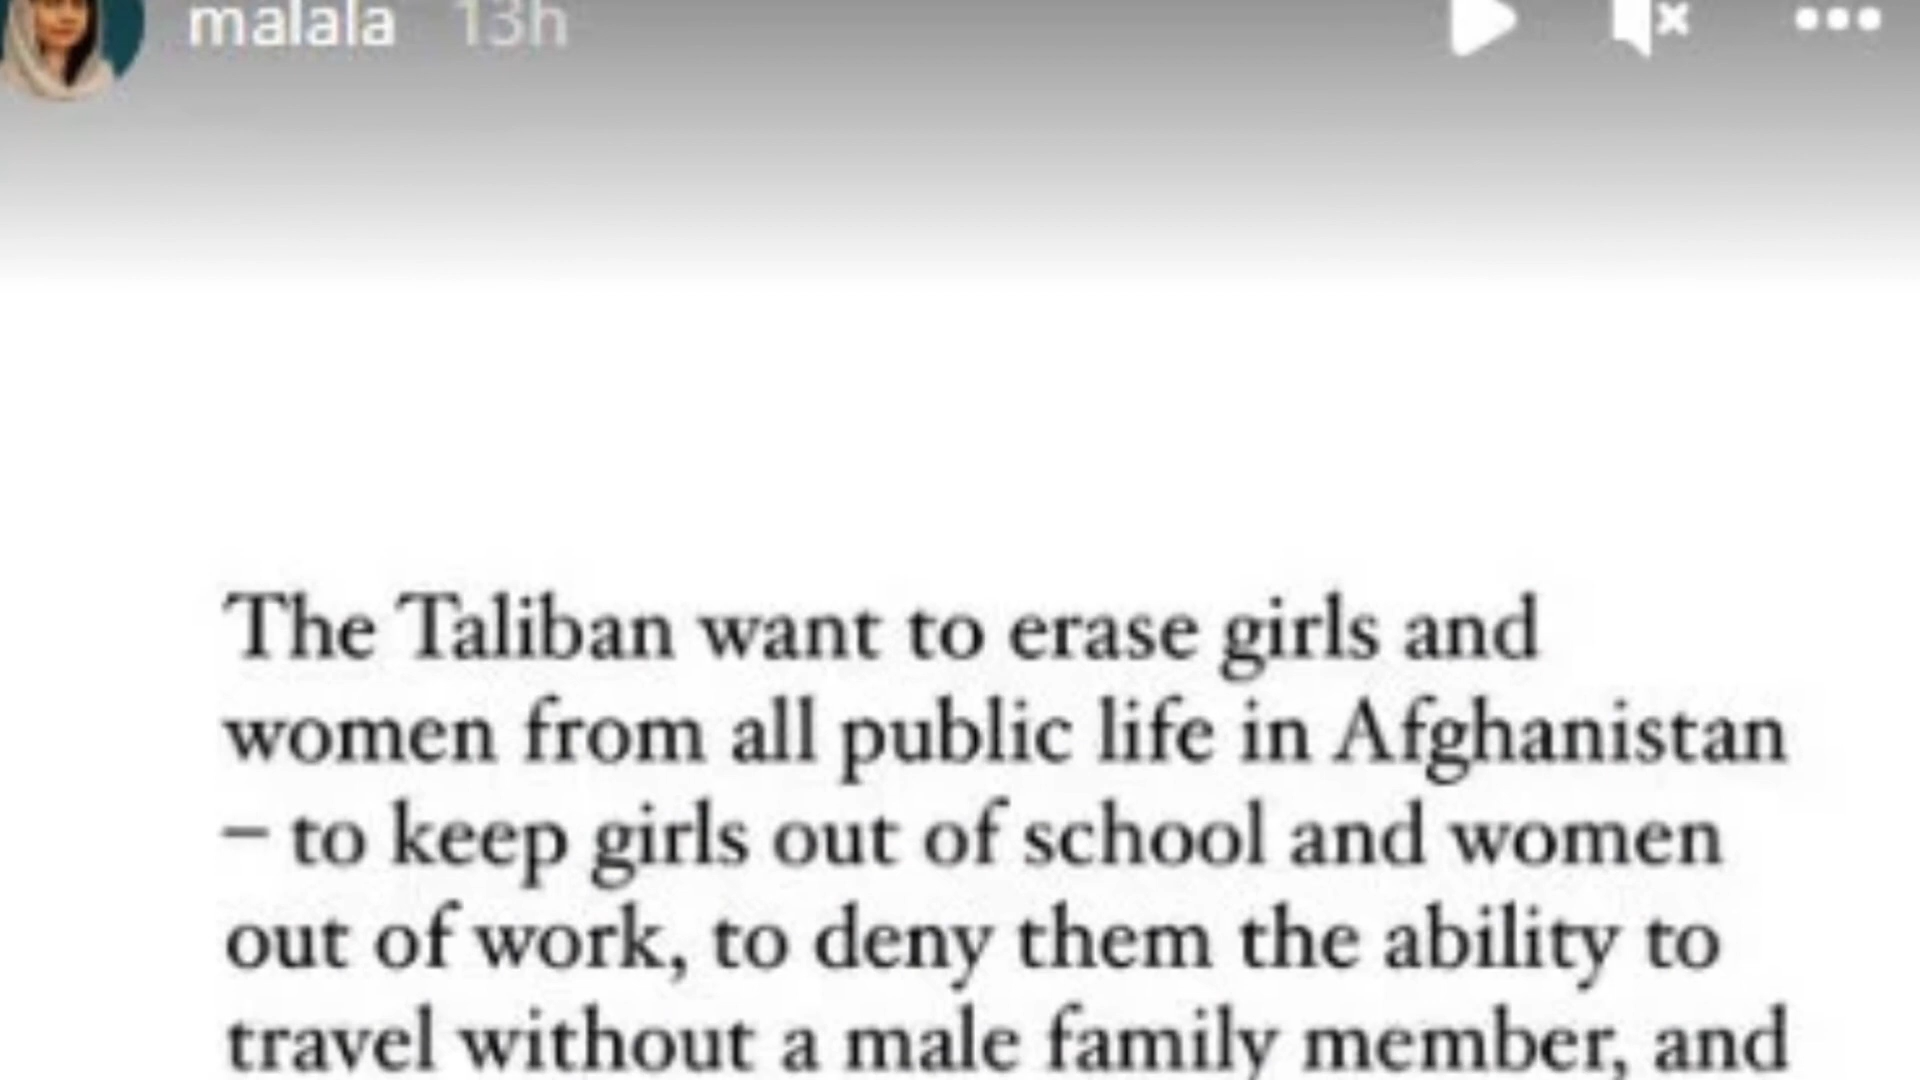 malala 13h
The Taliban want to erase girls and
women from all public life in Afghanistan
– to keep girls out of school and women
out of work, to deny them the ability to
travel without a male family member, and